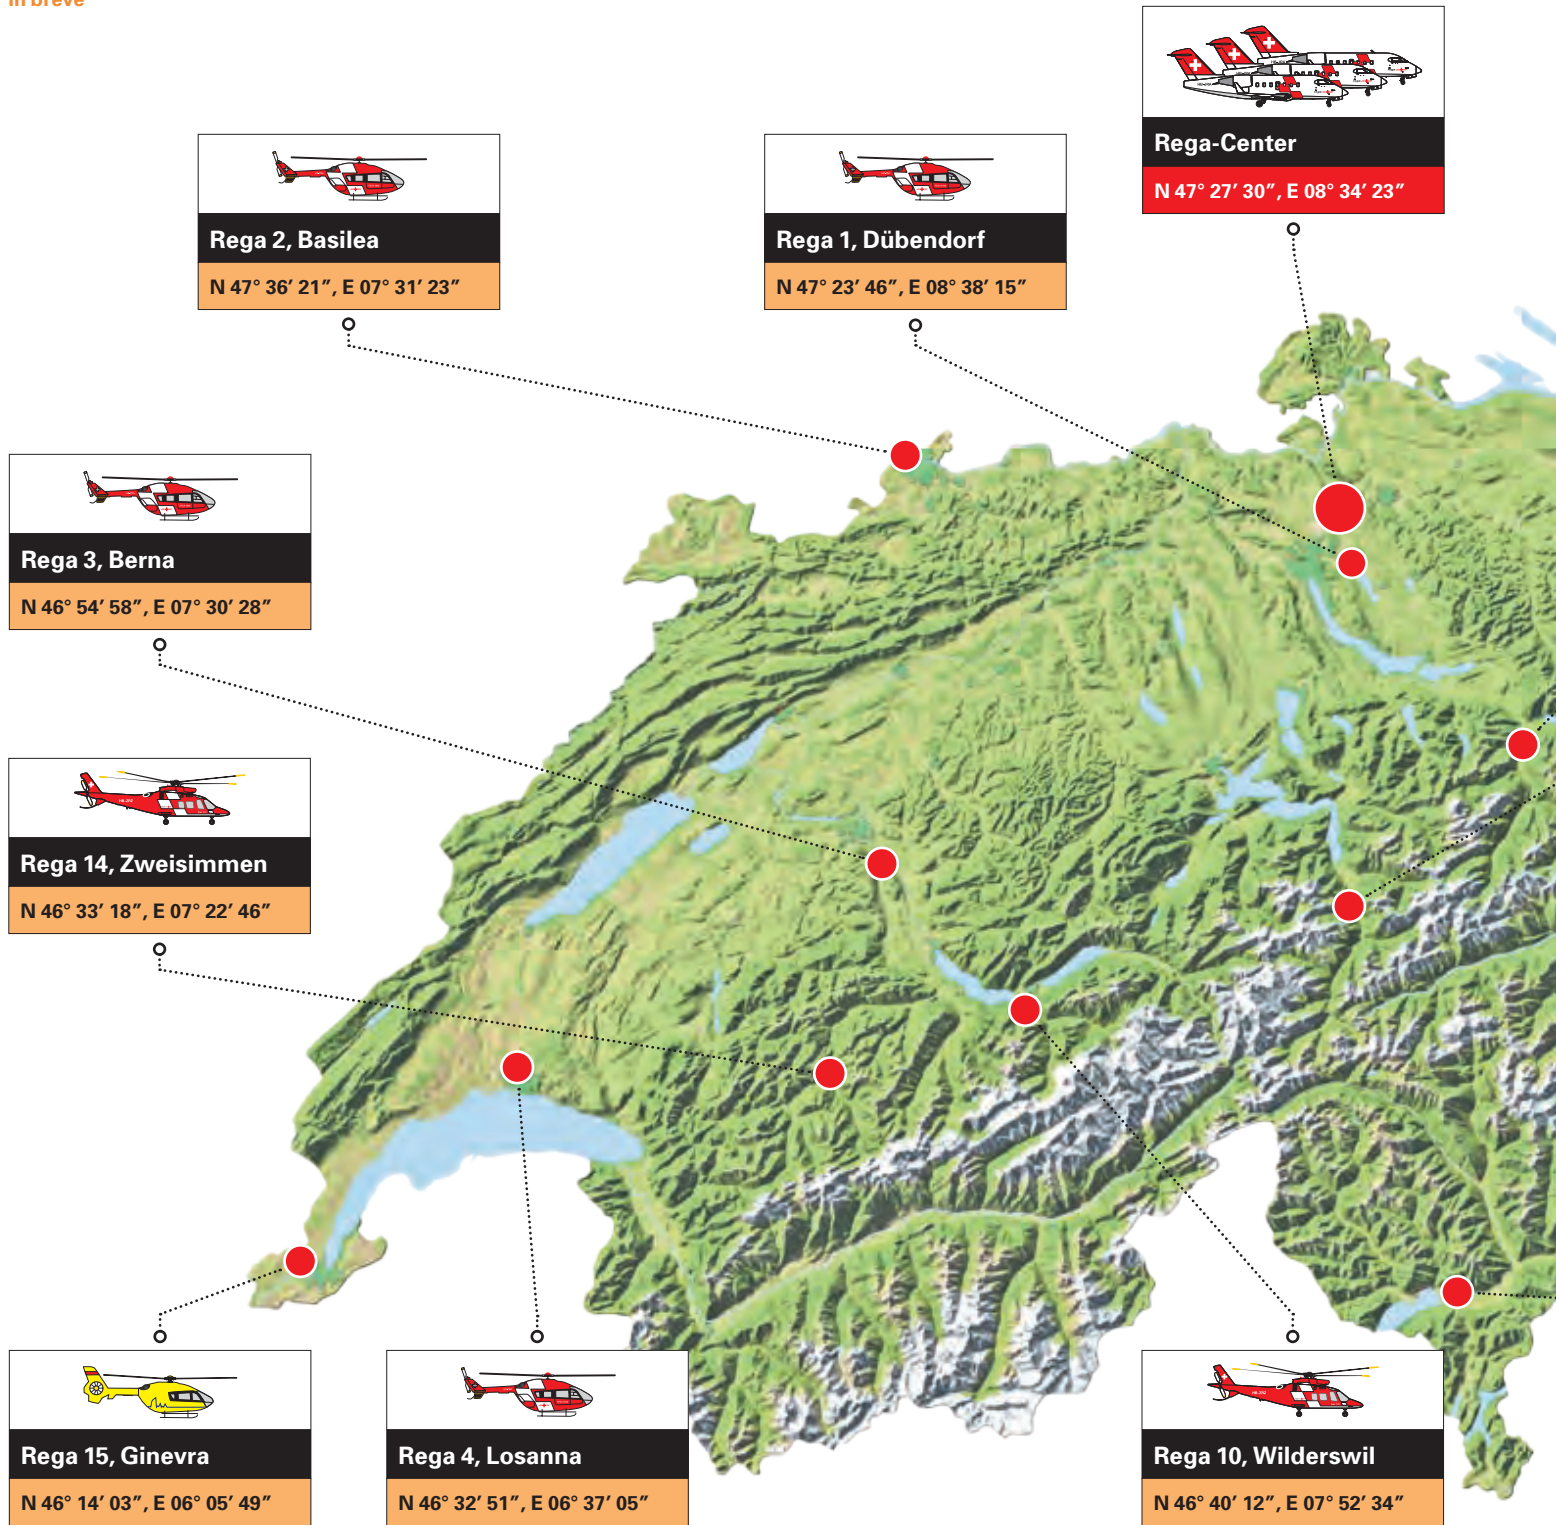 In breve
Rega-Center
N 47° 27′ 30″, E 08° 34′ 23″
Rega 2, Basilea
N 47° 36′ 21″, E 07° 31′ 23″
Rega 1, Dübendorf
N 47° 23′ 46″, E 08° 38′ 15″
Rega 3, Berna
N 46° 54′ 58″, E 07° 30′ 28″
Rega 14, Zweisimmen
N 46° 33′ 18″, E 07° 22′ 46″
Rega 15, Ginevra
N 46° 14′ 03″, E 06° 05′ 49″
Rega 4, Losanna
N 46° 32′ 51″, E 06° 37′ 05″
Rega 10, Wilderswil
N 46° 40′ 12″, E 07° 52′ 34″